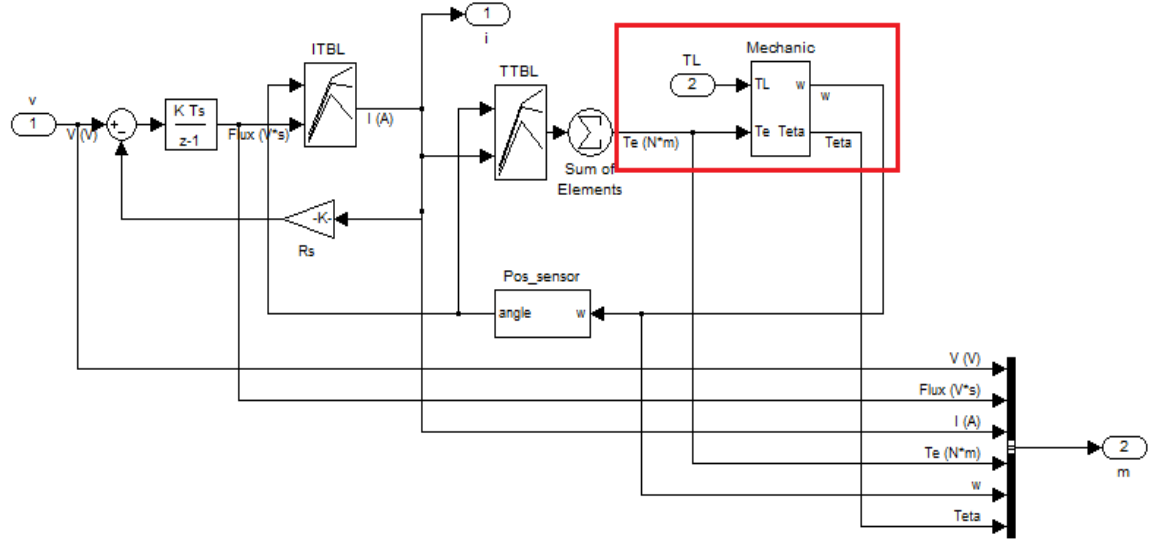 1
i
ITBL
TL
2
Mechanic
TL
w
w
Te
Teta
Teta
TTBL
v
1
V (V)
+
-
K Ts
z-1
Flux (V*s)
I (A)
Sum of
Elements
Te (N*m)
-K-
Rs
Pos_sensor
angle
w
V (V)
Flux (V*s)
I (A)
Te (N*m)
w
Teta
2
m